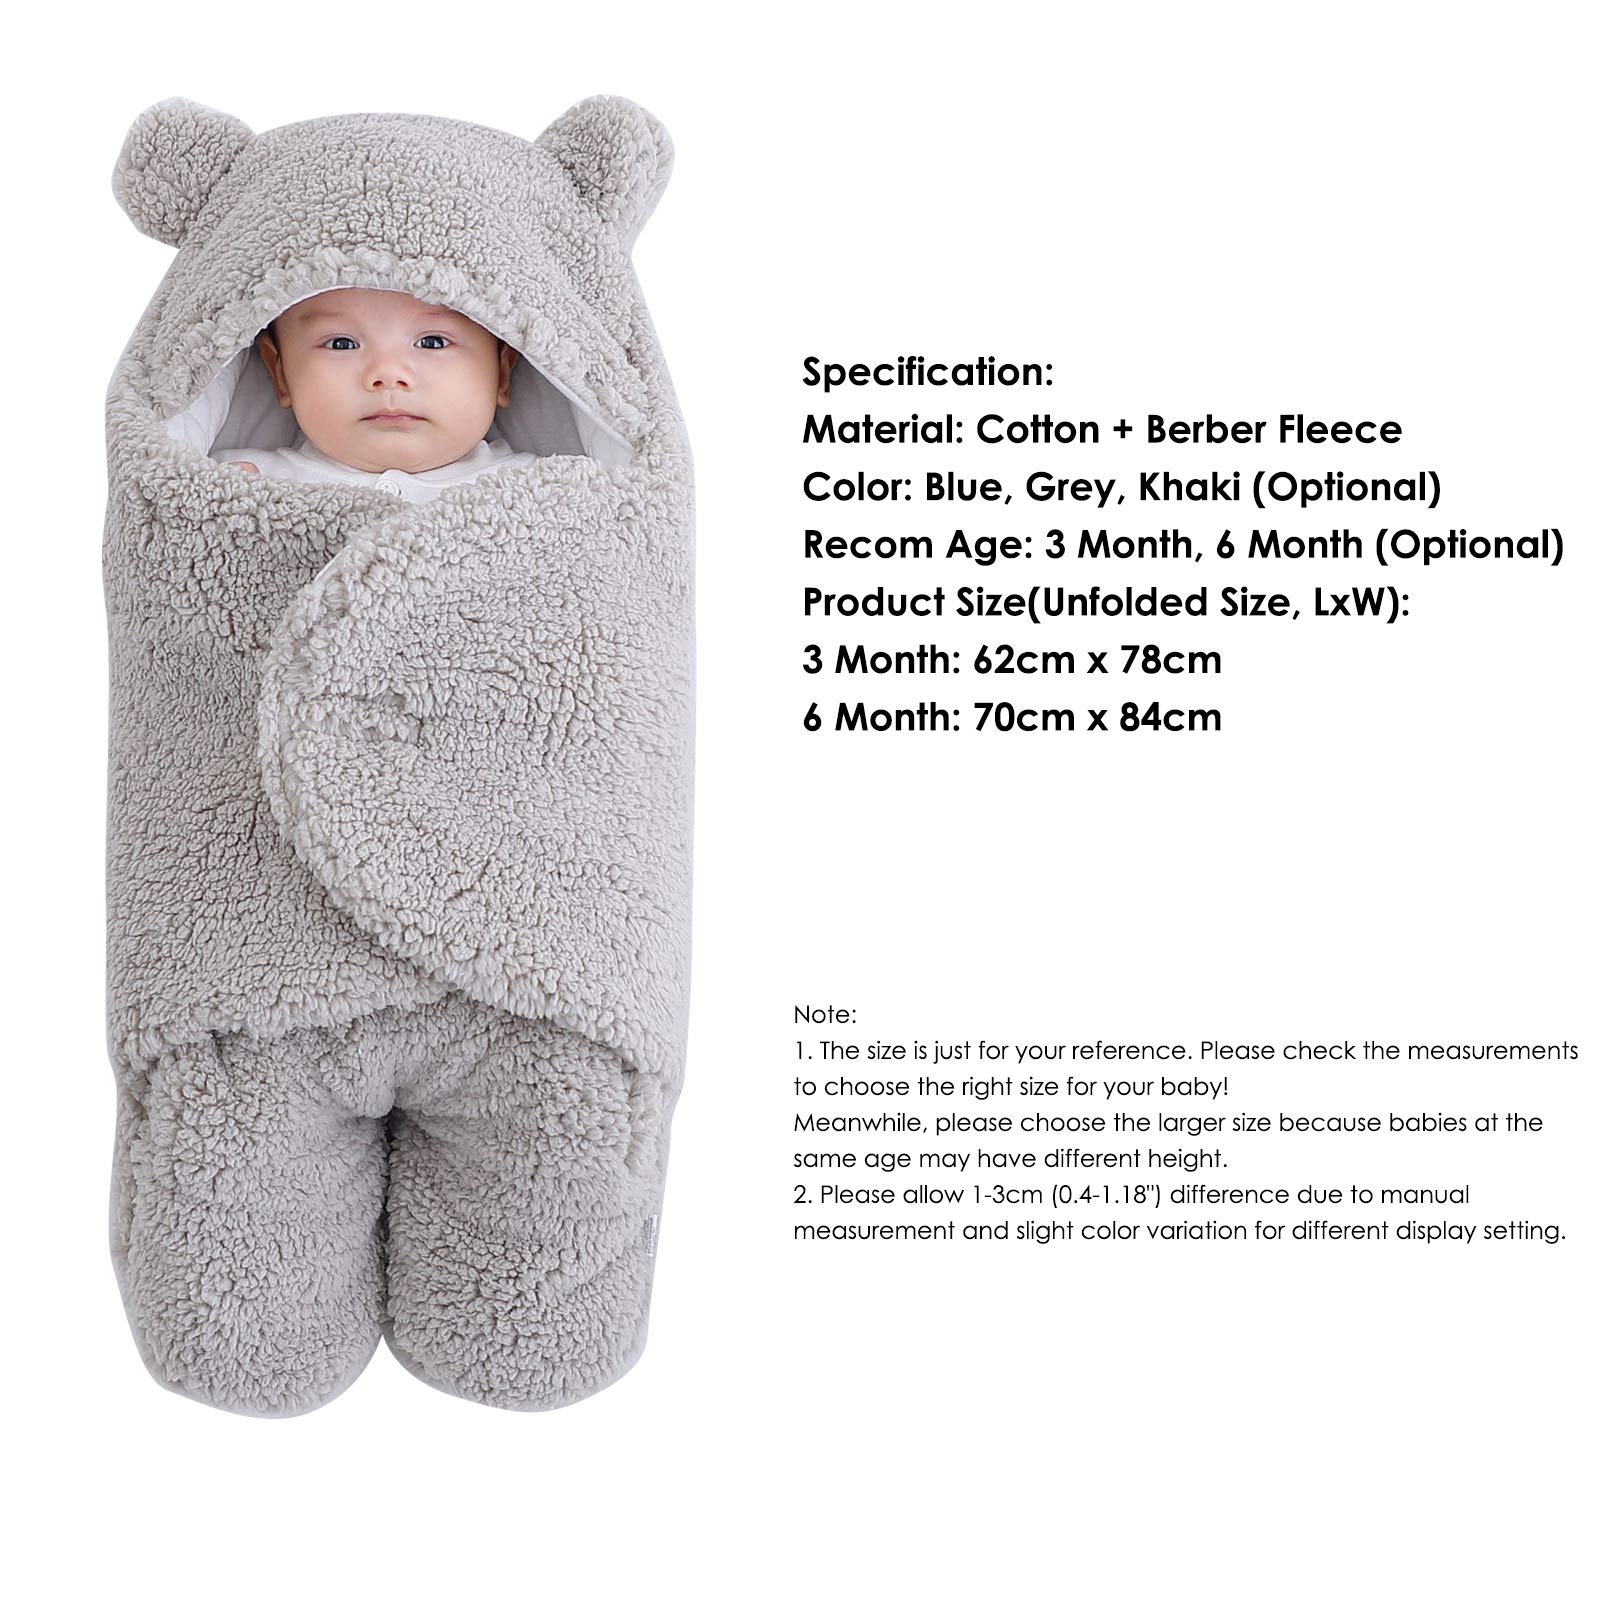 Specification:
Material: Cotton + Berber Fleece
Color: Blue, Grey, Khaki (Optional)
Recom Age: 3 Month, 6 Month (Optional)
Product Size(Unfolded Size, LxW):
3 Month: 62cm x 78cm
6 Month: 70cm x 84cm
Note:
1. The size is just for your reference. Please check the measurements
to choose the right size for your baby!
Meanwhile, please choose the larger size because babies at the
same age may have different height.
2. Please allow 1-3cm (0.4-1.18") difference due to manual
measurement and slight color variation for different display setting.